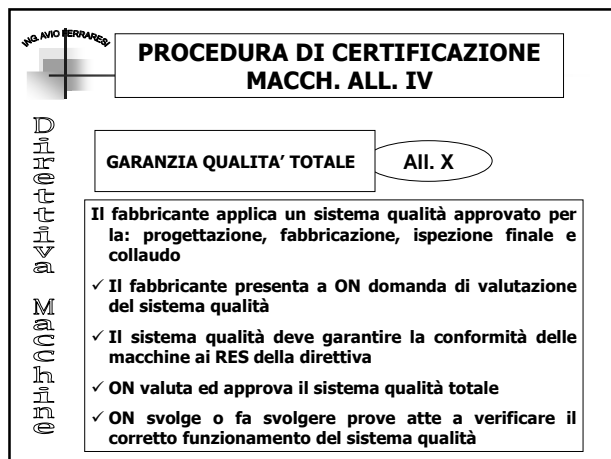 ING. AVIO FERRARESI
PROCEDURA DI CERTIFICAZIONE
MACCH. ALL. IV
Direttiva Macchine
GARANZIA QUALITA’ TOTALE
All. X
Il fabbricante applica un sistema qualità approvato per
la: progettazione, fabbricazione, ispezione finale e
collaudo
✓ Il fabbricante presenta a ON domanda di valutazione
del sistema qualità
✓ Il sistema qualità deve garantire la conformità delle
macchine ai RES della direttiva
✓ ON valuta ed approva il sistema qualità totale
✓ ON svolge o fa svolgere prove atte a verificare il
corretto funzionamento del sistema qualità